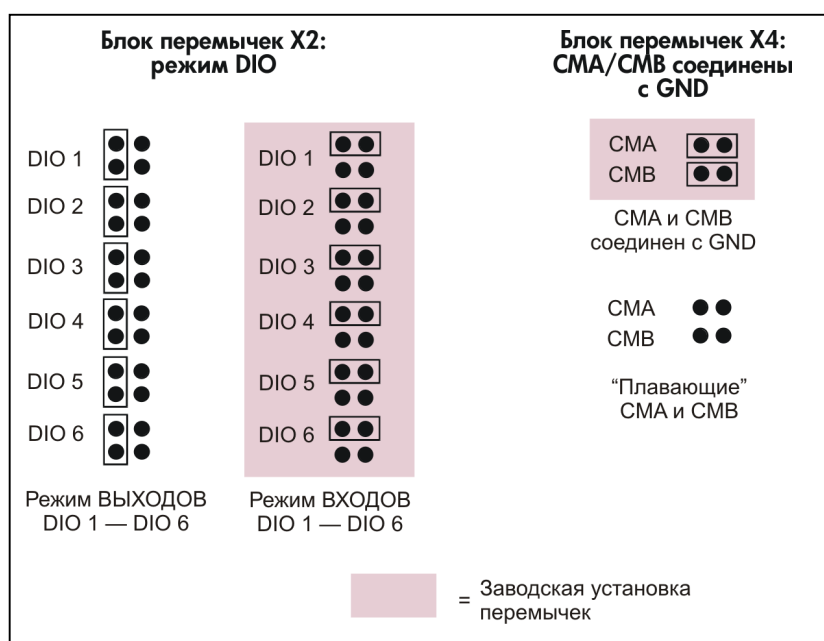 Блок перемычек X2:
режим DIO
DIO 1
DIO 2
DIO 3
DIO 4
DIO 5
DIO 6
Режим ВЫХОДОВ
DIO 1 — DIO 6
DIO 1
DIO 2
DIO 3
DIO 4
DIO 5
DIO 6
Режим ВХОДОВ
DIO 1 — DIO 6
Блок перемычек X4:
CMA/CMB соединены
с GND
CMA
CMB
CMA и CMB
соединен с GND
CMA
CMB
“Плавающие”
CMA и CMB
= Заводская установка
перемычек